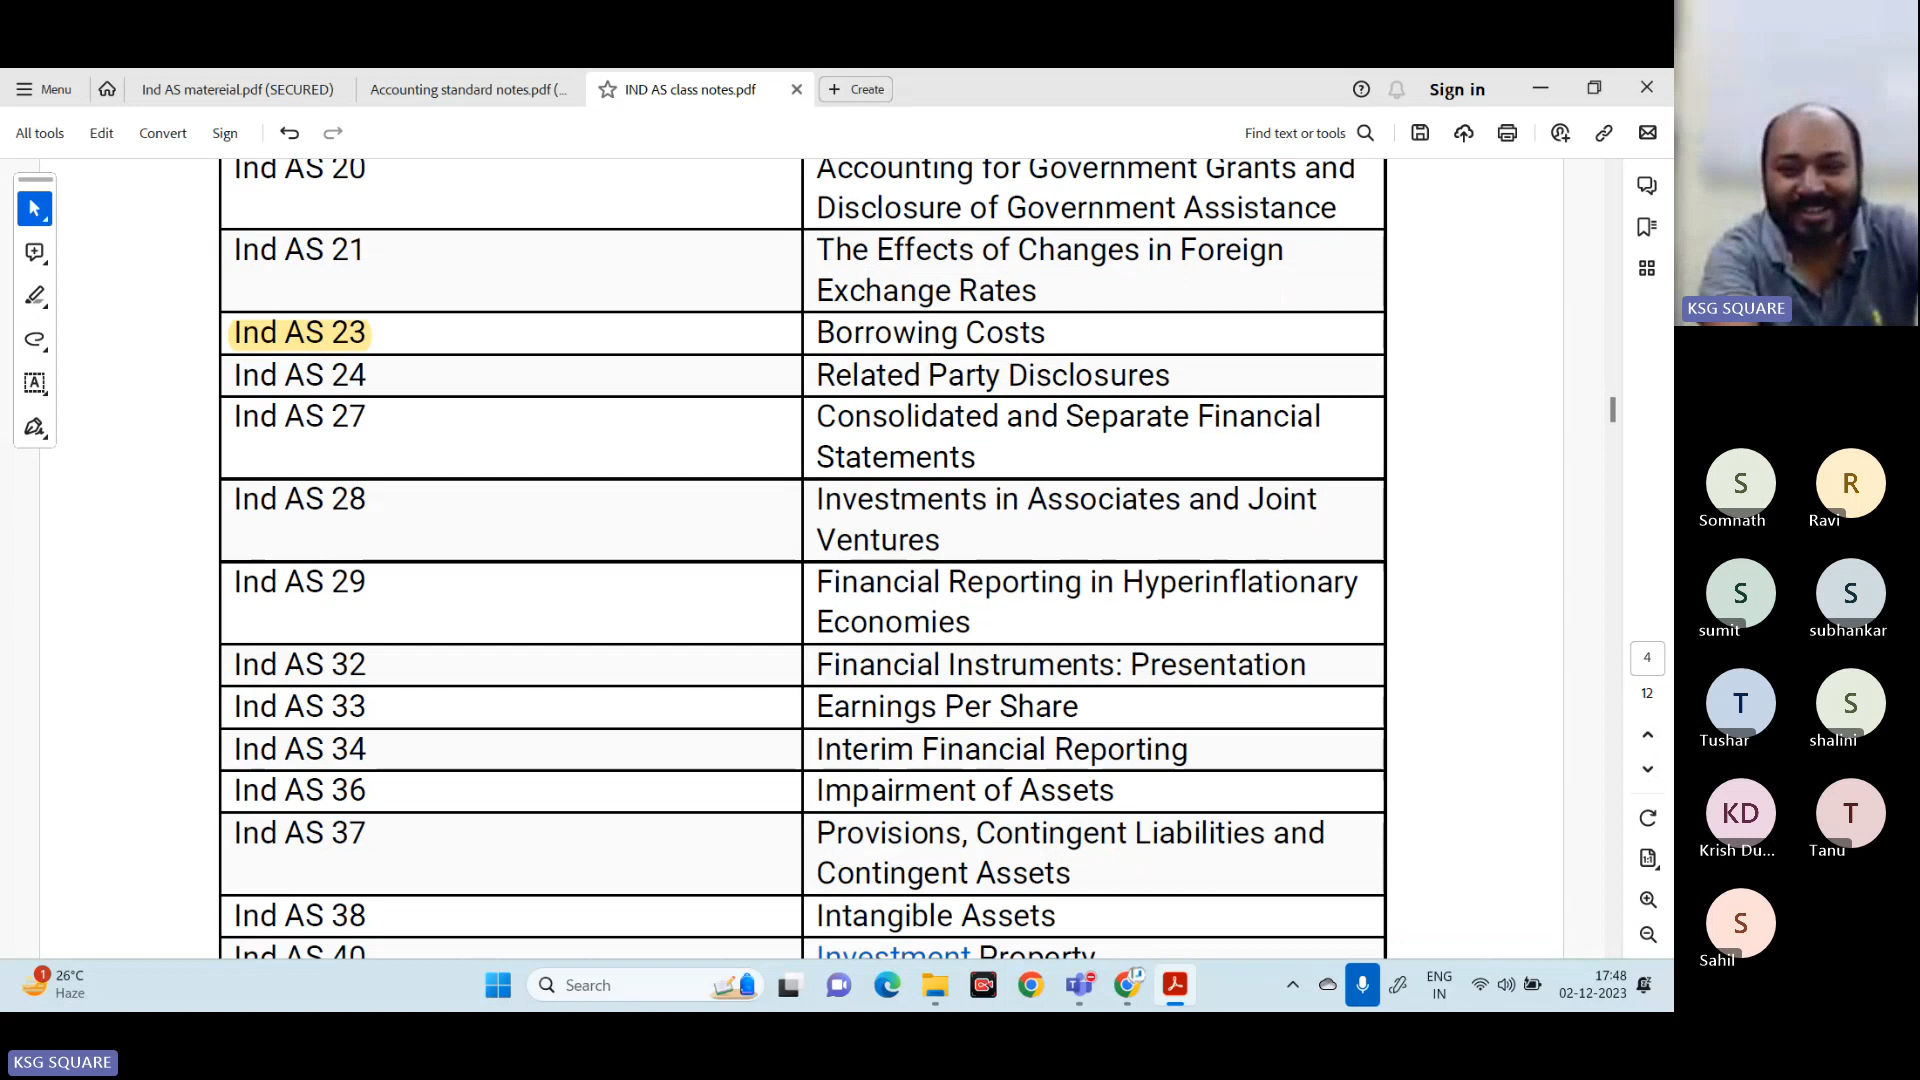 Menu
Ind AS matereial.pdf (SECURED)
Accounting standard notes.pdf (...
IND AS class notes.pdf
Create
Sign in
All tools
Edit
Convert
Sign
Find text or tools
Ind AS 20
Accounting for Government Grants and
Disclosure of Government Assistance
Ind AS 21
The Effects of Changes in Foreign
Exchange Rates
Ind AS 23
Borrowing Costs
Ind AS 24
Related Party Disclosures
Ind AS 27
Consolidated and Separate Financial
Statements
Ind AS 28
Investments in Associates and Joint
Ventures
Ind AS 29
Financial Reporting in Hyperinflationary
Economies
Ind AS 32
Financial Instruments: Presentation
Ind AS 33
Earnings Per Share
Ind AS 34
Interim Financial Reporting
Ind AS 36
Impairment of Assets
Ind AS 37
Provisions, Contingent Liabilities and
Contingent Assets
Ind AS 38
Intangible Assets
Ind AS 40
Investment Property
4
12
1:1
KSG SQUARE
S
Somnath
R
Ravi
S
sumit
S
subhankar
T
Tushar
S
shalini
KD
Krish Du...
T
Tanu
S
Sahil
1
26°C
Haze
Search
ENG
IN
17:48
02-12-2023
KSG SQUARE